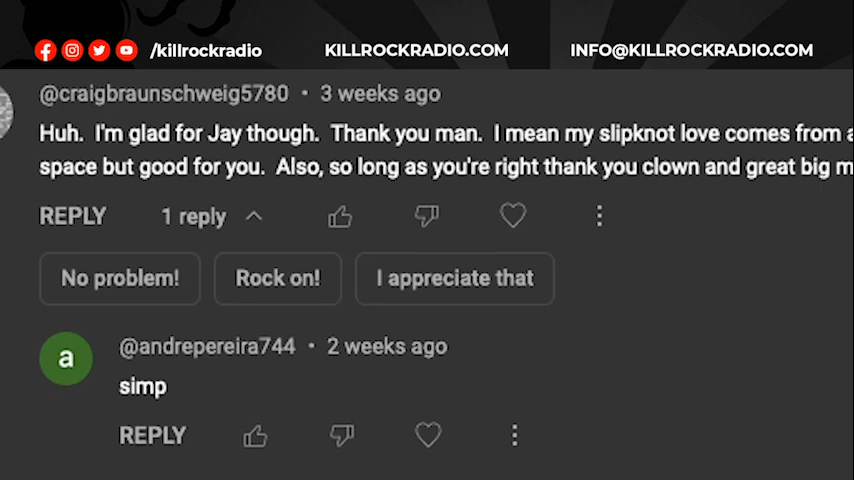 /killrockradio KILLROCKRADIO.COM INFO@KILLROCKRADIO.COM
@craigbraunschweig5780 • 3 weeks ago
Huh. I'm glad for Jay though. Thank you man. I mean my slipknot love comes from a
space but good for you. Also, so long as you're right thank you clown and great big m
REPLY 1 reply
No problem! Rock on! I appreciate that
a
@andrepereira744 • 2 weeks ago
simp
REPLY